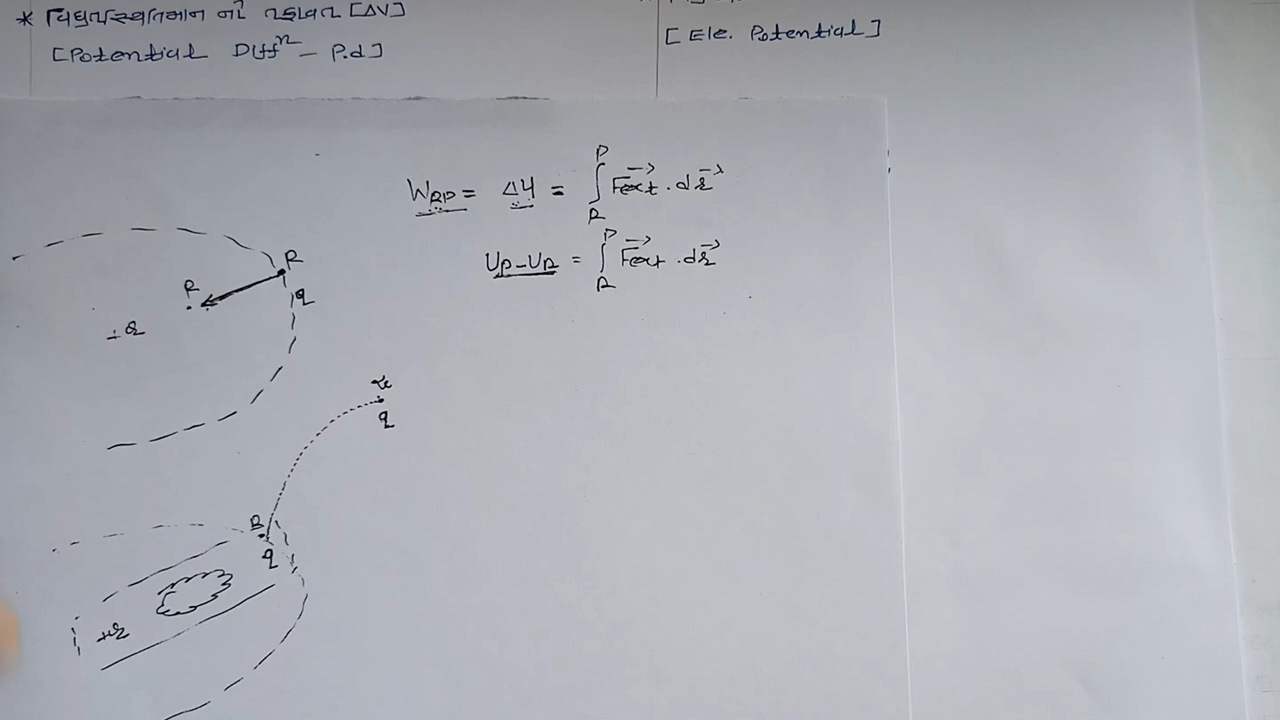 * વિદ્યુતસ્થિતિમાન નો તફાવત [ΔV]
[Potential Diffⁿ - P.d]
[Ele. Potential]
W_RP = ΔU = ∫_R^P F⃗ext . dr⃗
U_P - U_R = ∫_R^P F⃗ext . dr⃗
R
P
q
+Q
∞
q
R
q
+Q